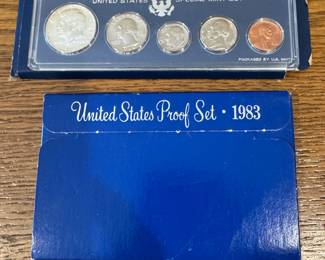 UNITED STATES SPECIAL MINT SET
PACKAGED BY U.S. MINT
United States Proof Set • 1983